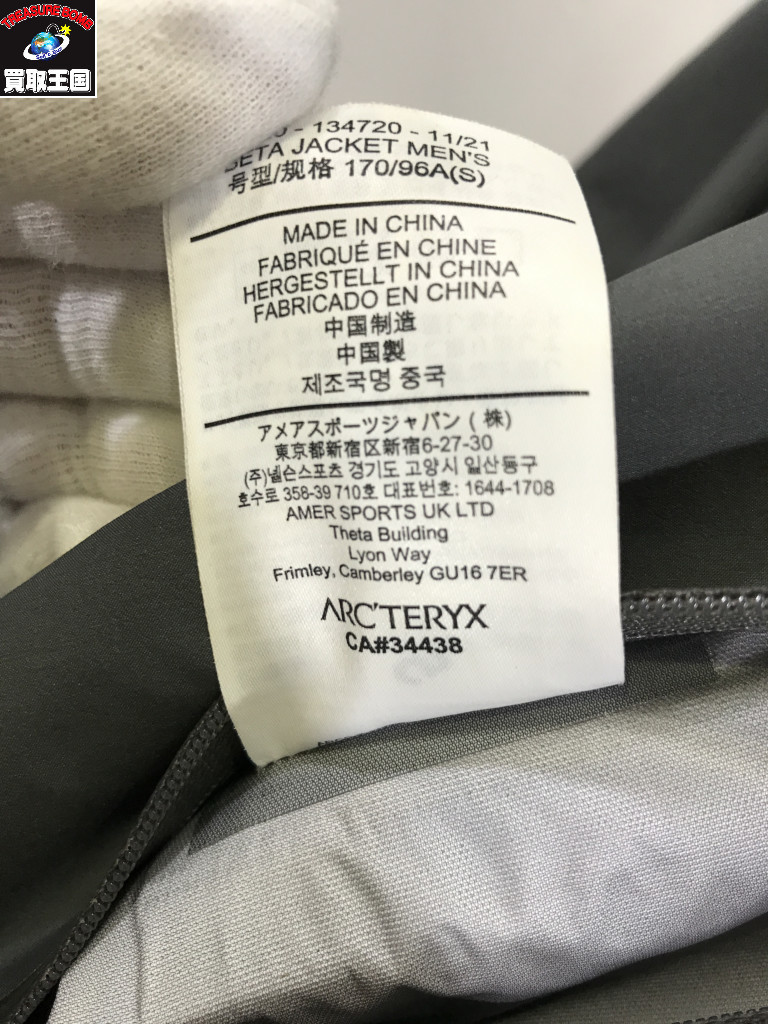 TREASURE BOMB
買取王国
- 134720 - 11/21
BETA JACKET MEN'S
号型/规格 170/96A(S)
MADE IN CHINA
FABRIQUÉ EN CHINE
HERGESTELLT IN CHINA
FABRICADO EN CHINA
中国制造
中国製
제조국명 중국
アメアスポーツジャパン (株)
東京都新宿区新宿6-27-30
(주)넬슨스포츠 경기도 고양시 일산동구
호수로 358-39 710호 대표번호: 1644-1708
AMER SPORTS UK LTD
Theta Building
Lyon Way
Frimley, Camberley GU16 7ER
ARC'TERYX
CA#34438